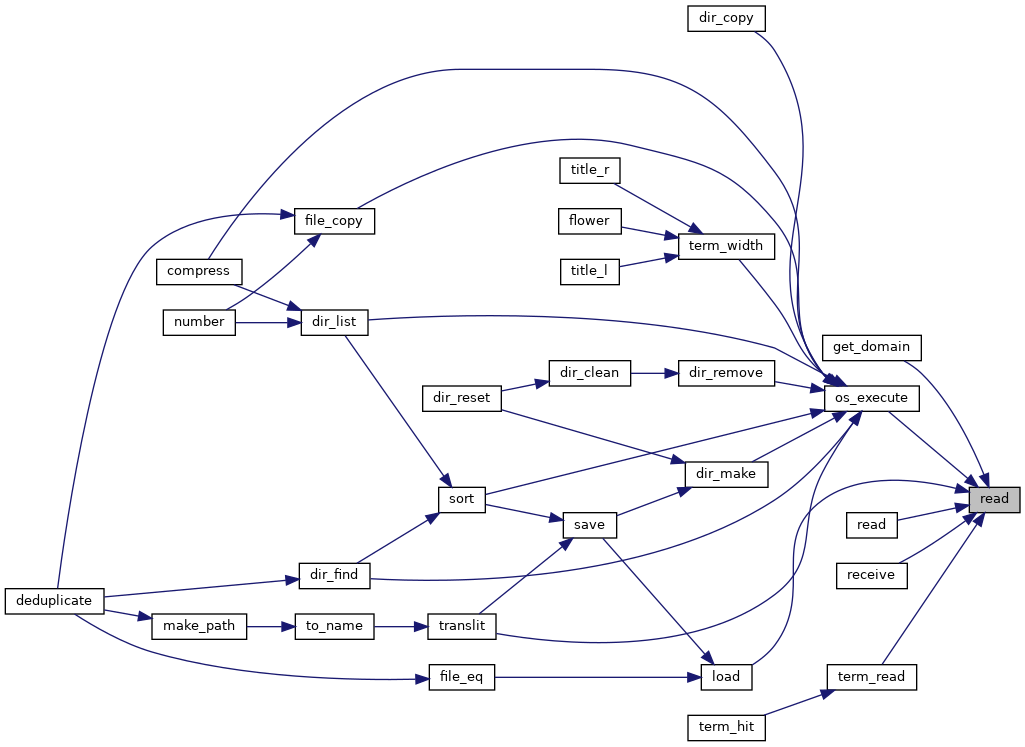 dir_copy
title_r
file_copy
flower
term_width
compress
title_l
number
dir_list
get_domain
dir_clean
dir_remove
dir_reset
os_execute
dir_make
sort
read
save
read
dir_find
receive
deduplicate
make_path
to_name
translit
file_eq
load
term_read
term_hit